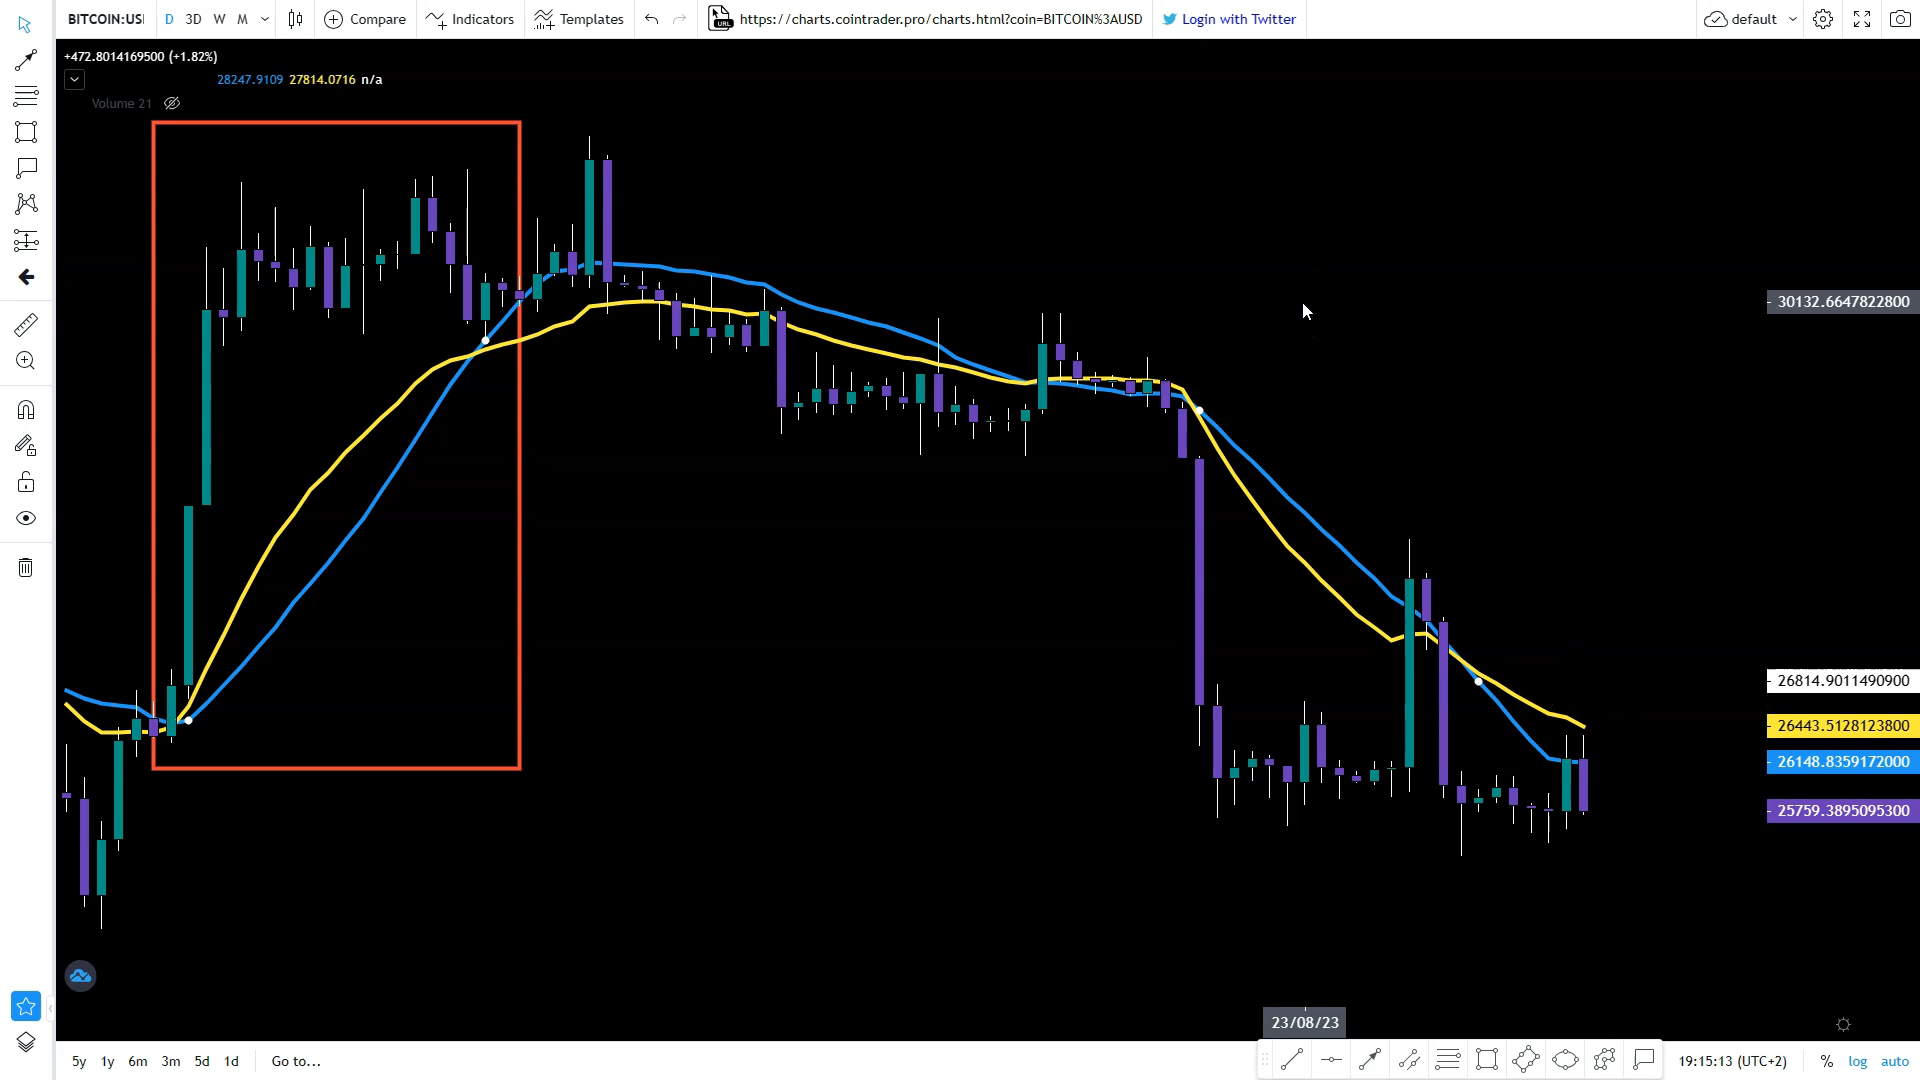 BITCOIN:US D 3D W M Compare Indicators Templates https://charts.cointrader.pro/charts.html?coin=BITCOIN%3AUSD Login with Twitter default
+472.8014169500 (+1.82%)
28247.9109 27814.0716 n/a
Volume 21
30132.6647822800
26814.9011490900
26443.5128123800
26148.8359172000
25759.3895095300
23/08/23
5y 1y 6m 3m 5d 1d Go to... 19:15:13 (UTC+2) % log auto
URL